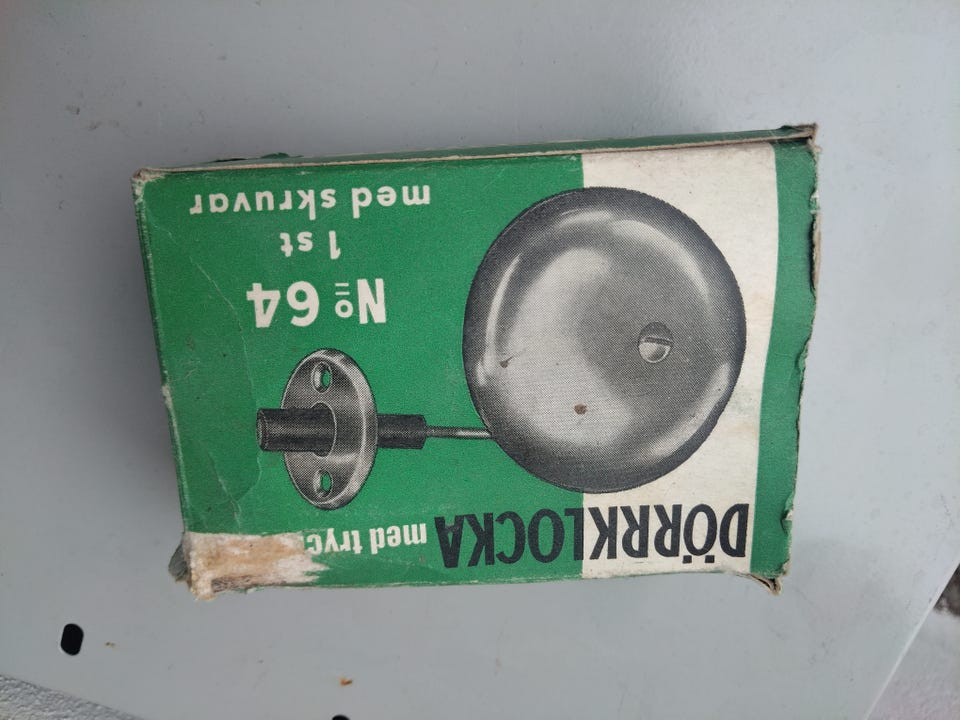 DÖRRKLOCKA med tryc
No 64
1 st
med skruvar